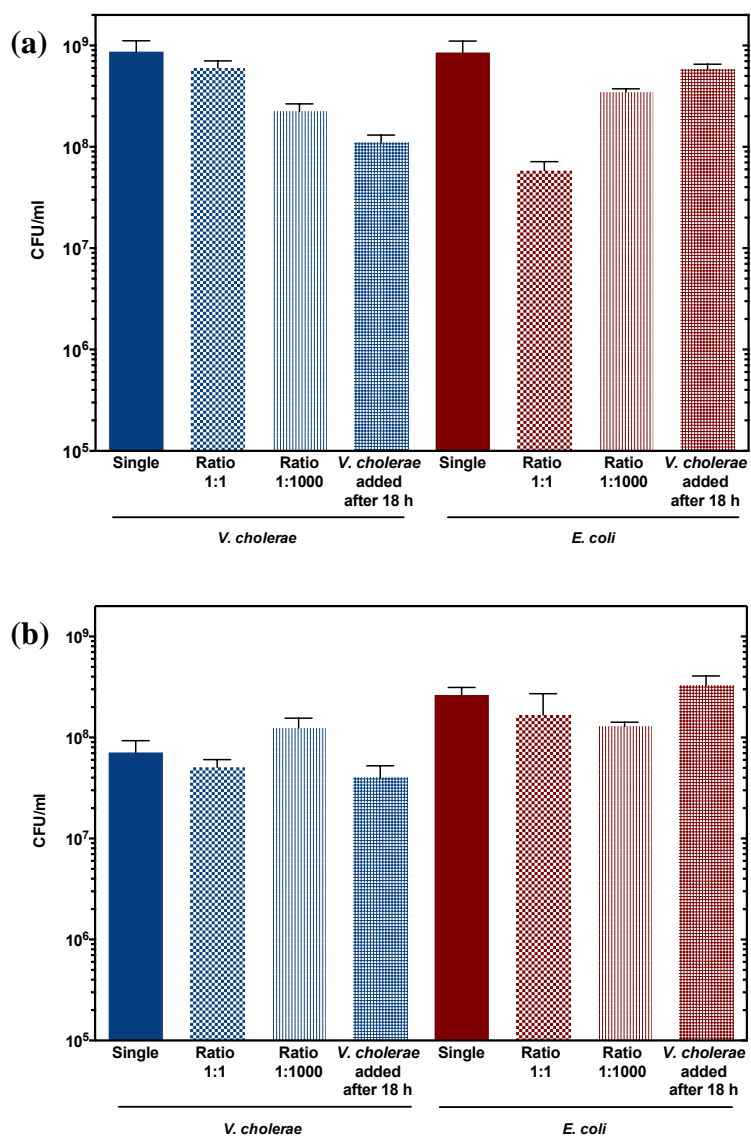 (a)
10⁹
10⁸
10⁷
10⁶
10⁵
CFU/ml
Single
Ratio
1:1
Ratio
1:1000
V. cholerae
added
after 18 h
Single
Ratio
1:1
Ratio
1:1000
V. cholerae
added
after 18 h
V. cholerae
E. coli
(b)
10⁹
10⁸
10⁷
10⁶
10⁵
CFU/ml
Single
Ratio
1:1
Ratio
1:1000
V. cholerae
added
after 18 h
Single
Ratio
1:1
Ratio
1:1000
V. cholerae
added
after 18 h
V. cholerae
E. coli